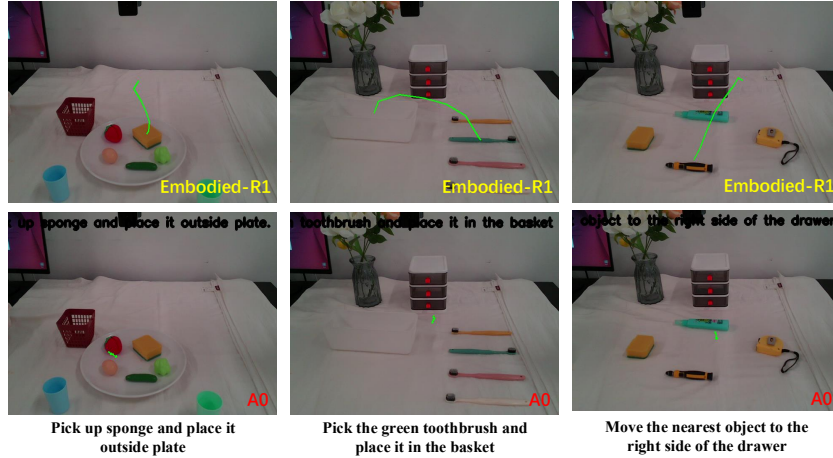 Embodied-R1
Embodied-R1
Embodied-R1
up sponge and place it outside plate.
toothbrush and place it in the basket
object to the right side of the drawer
A0
A0
A0
Pick up sponge and place it
outside plate
Pick the green toothbrush and
place it in the basket
Move the nearest object to the
right side of the drawer